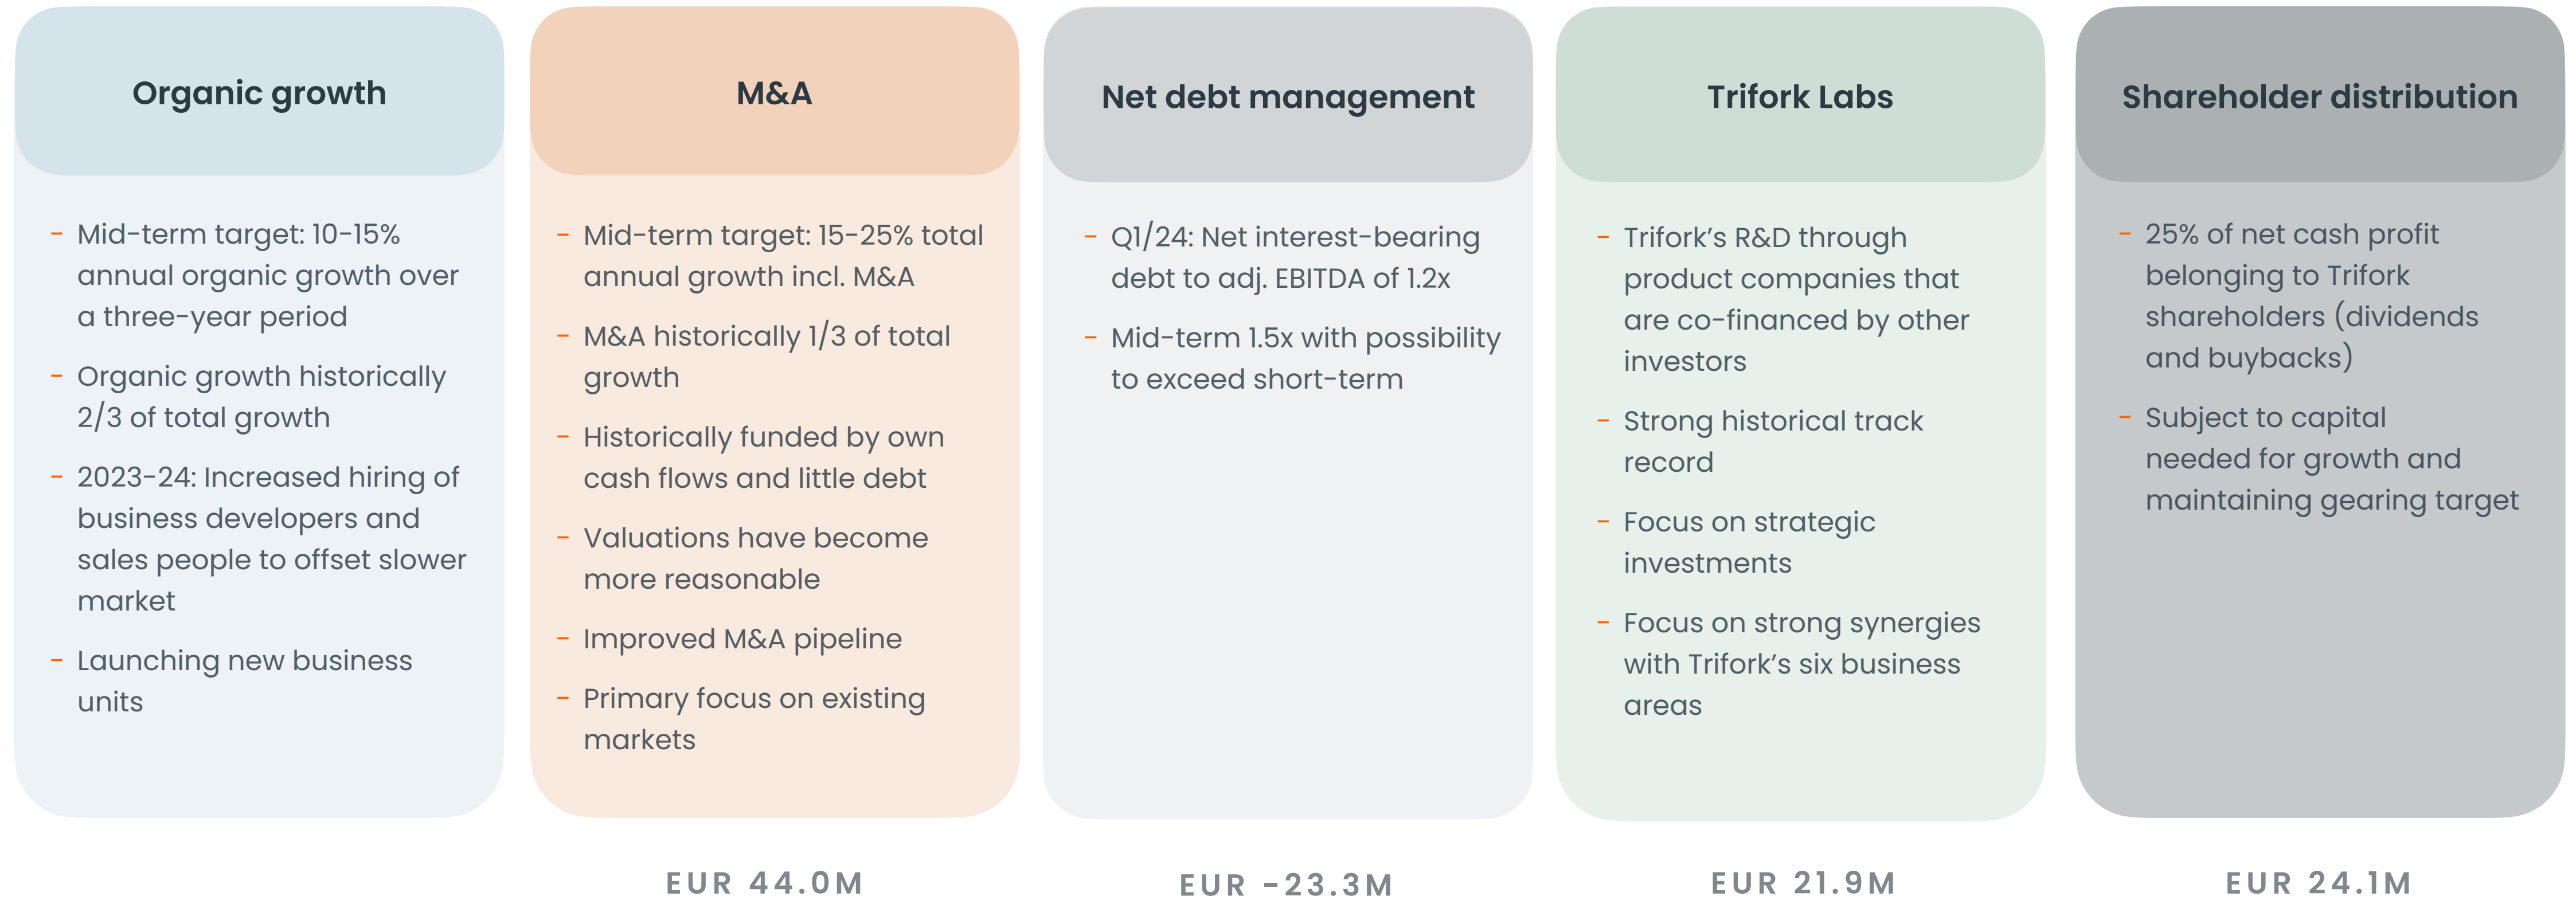 Organic growth
- Mid-term target: 10-15%
annual organic growth over
a three-year period
- Organic growth historically
2/3 of total growth
- 2023-24: Increased hiring of
business developers and
sales people to offset slower
market
- Launching new business
units
M&A
- Mid-term target: 15-25% total
annual growth incl. M&A
- M&A historically 1/3 of total
growth
- Historically funded by own
cash flows and little debt
- Valuations have become
more reasonable
- Improved M&A pipeline
- Primary focus on existing
markets
EUR 44.0M
Net debt management
- Q1/24: Net interest-bearing
debt to adj. EBITDA of 1.2x
- Mid-term 1.5x with possibility
to exceed short-term
EUR -23.3M
Trifork Labs
- Trifork’s R&D through
product companies that
are co-financed by other
investors
- Strong historical track
record
- Focus on strategic
investments
- Focus on strong synergies
with Trifork’s six business
areas
EUR 21.9M
Shareholder distribution
- 25% of net cash profit
belonging to Trifork
shareholders (dividends
and buybacks)
- Subject to capital
needed for growth and
maintaining gearing target
EUR 24.1M